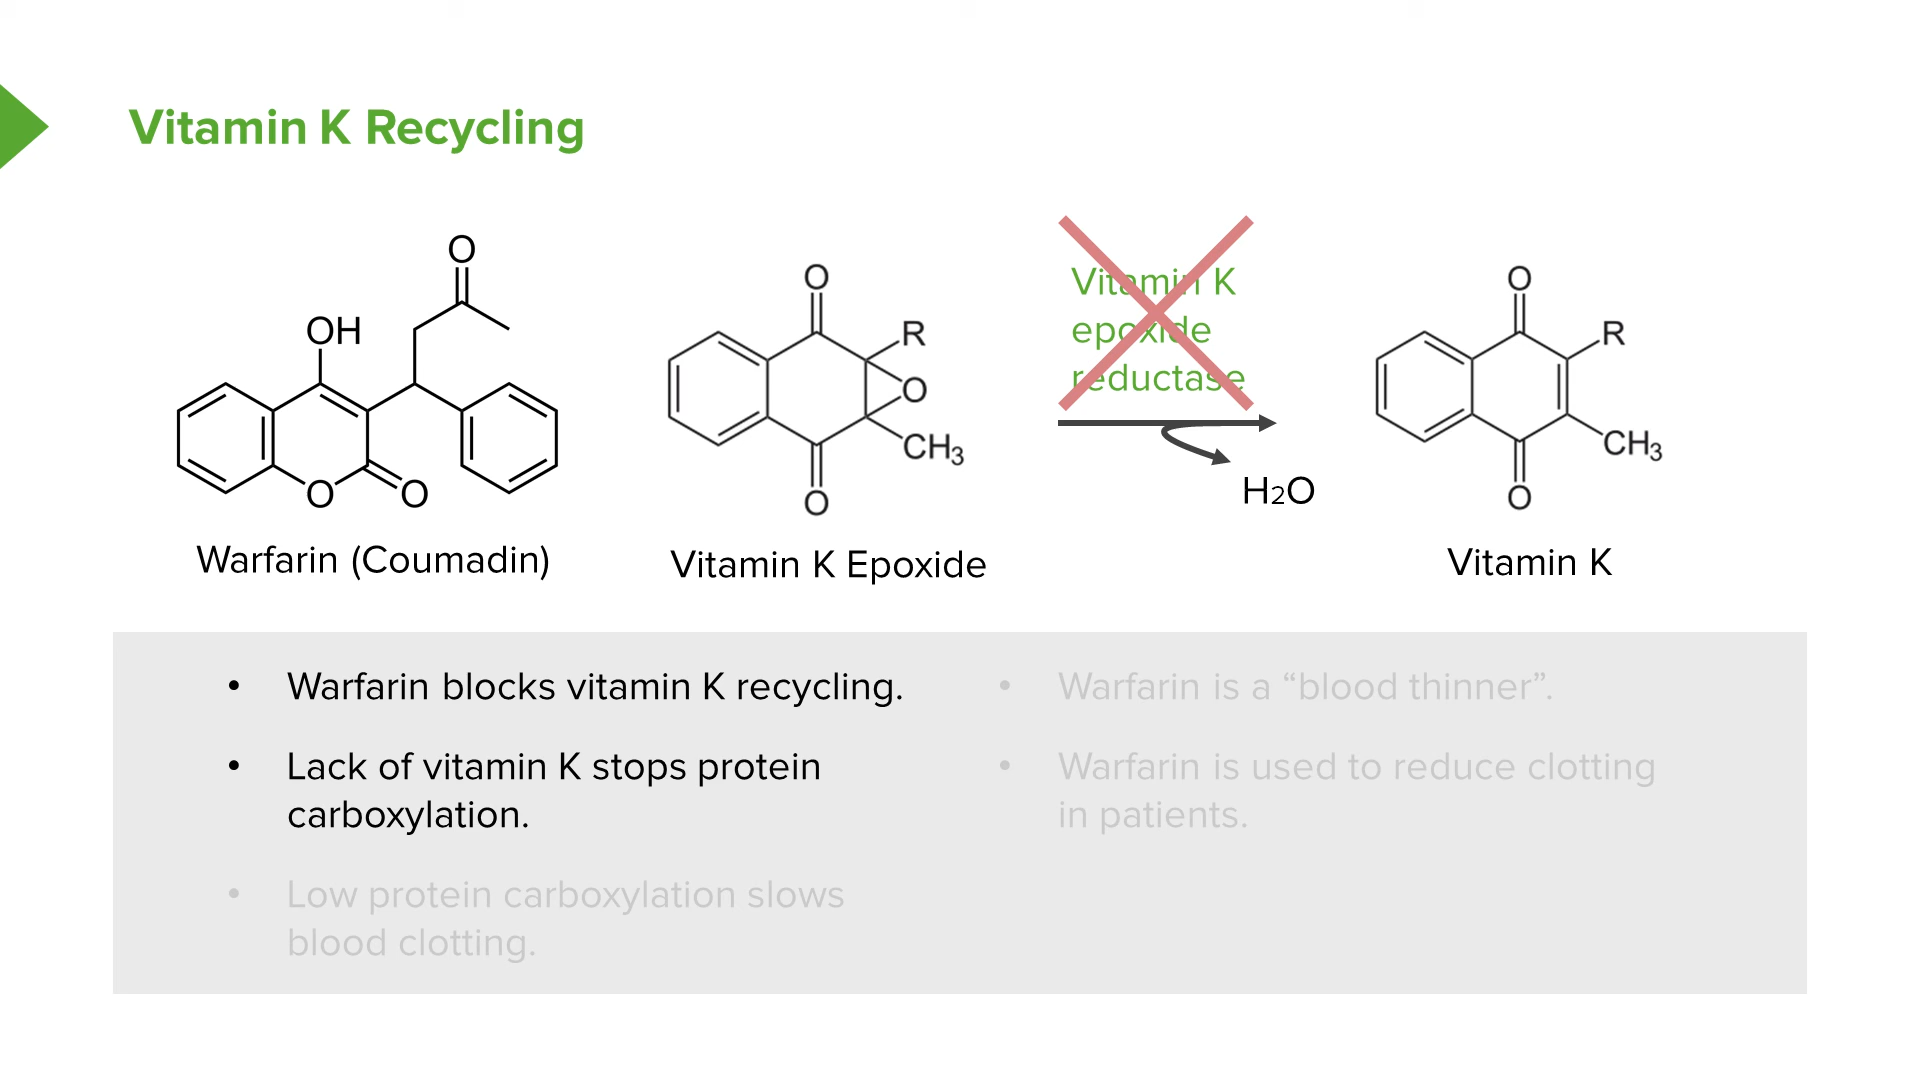 Vitamin K Recycling
O
OH
O
O
Warfarin (Coumadin)
O
R
O
CH3
O
Vitamin K Epoxide
Vitamin K
epoxide
reductase
H2O
O
R
CH3
O
Vitamin K
• Warfarin blocks vitamin K recycling.
• Lack of vitamin K stops protein
carboxylation.
• Low protein carboxylation slows
blood clotting.
• Warfarin is a “blood thinner”.
• Warfarin is used to reduce clotting
in patients.